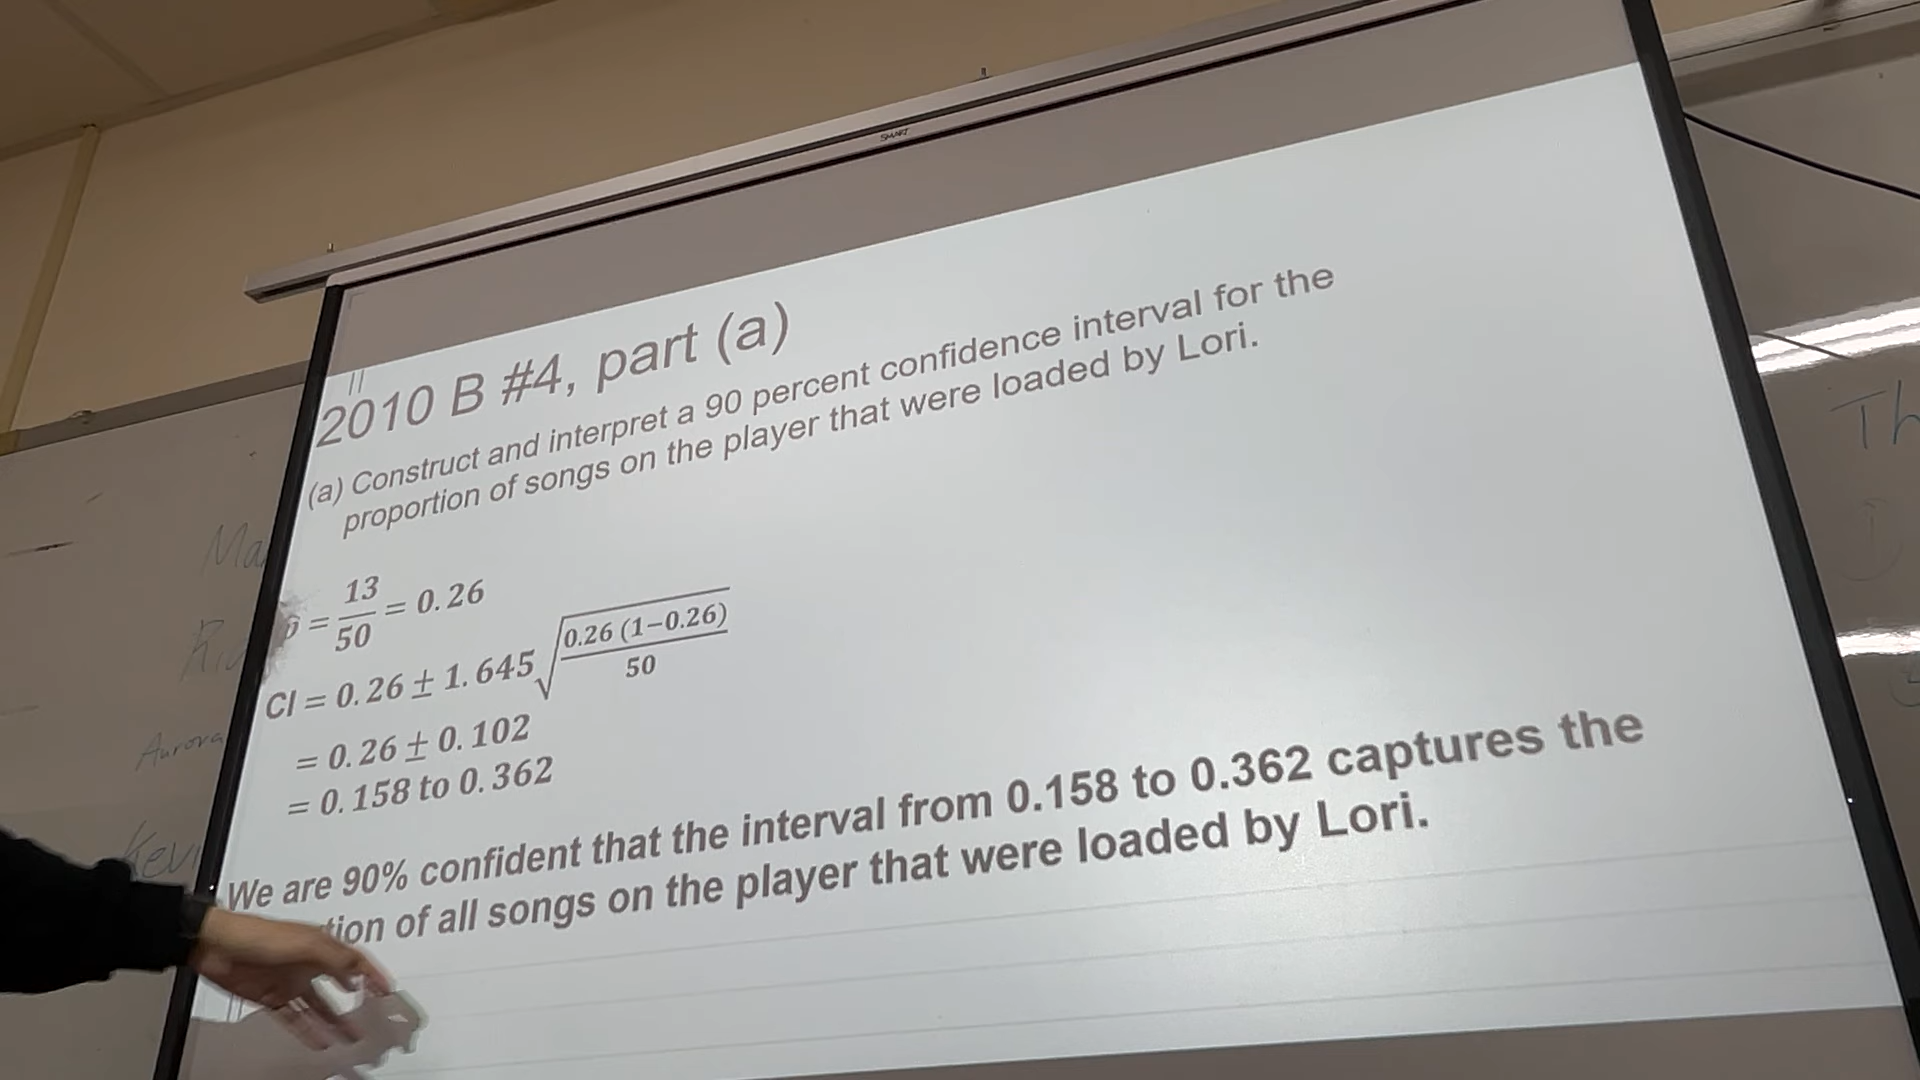 SMART
2010 B #4, part (a)
(a) Construct and interpret a 90 percent confidence interval for the
proportion of songs on the player that were loaded by Lori.
= 13/50 = 0.26
CI = 0.26 ± 1.645 √(0.26 (1−0.26)/50)
= 0.26 ± 0.102
= 0.158 to 0.362
We are 90% confident that the interval from 0.158 to 0.362 captures the
of all songs on the player that were loaded by Lori.
Aurora
Th
①